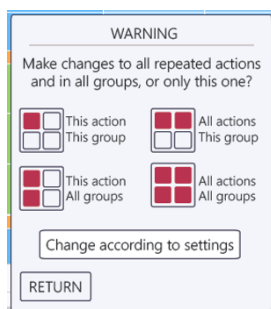 WARNING
Make changes to all repeated actions
and in all groups, or only this one?
This action
This group
All actions
This group
This action
All groups
All actions
All groups
Change according to settings
RETURN